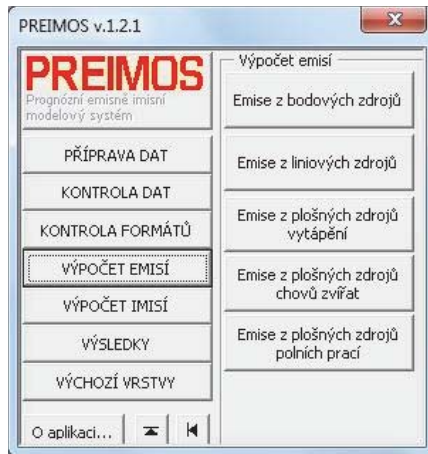 PREIMOS v.1.2.1
PREIMOS
Prognózní emisně imisní
modelový systém
PŘÍPRAVA DAT
KONTROLA DAT
KONTROLA FORMÁTŮ
VÝPOČET EMISÍ
VÝPOČET IMISÍ
VÝSLEDKY
VÝCHOZÍ VRSTVY
O aplikaci...
Výpočet emisí
Emise z bodových zdrojů
Emise z liniových zdrojů
Emise z plošných zdrojů
vytápění
Emise z plošných zdrojů
chovů zvířat
Emise z plošných zdrojů
polních prací